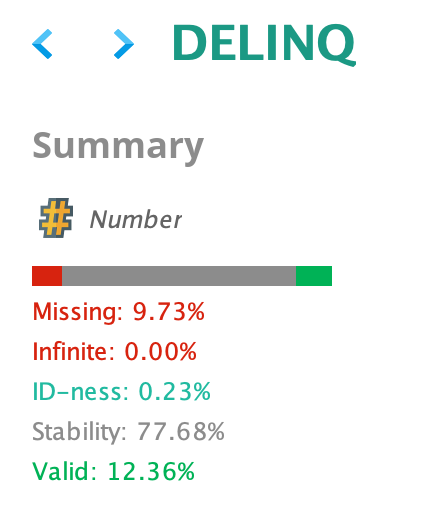 DELINQ
Summary
# Number
Missing: 9.73%
Infinite: 0.00%
ID-ness: 0.23%
Stability: 77.68%
Valid: 12.36%